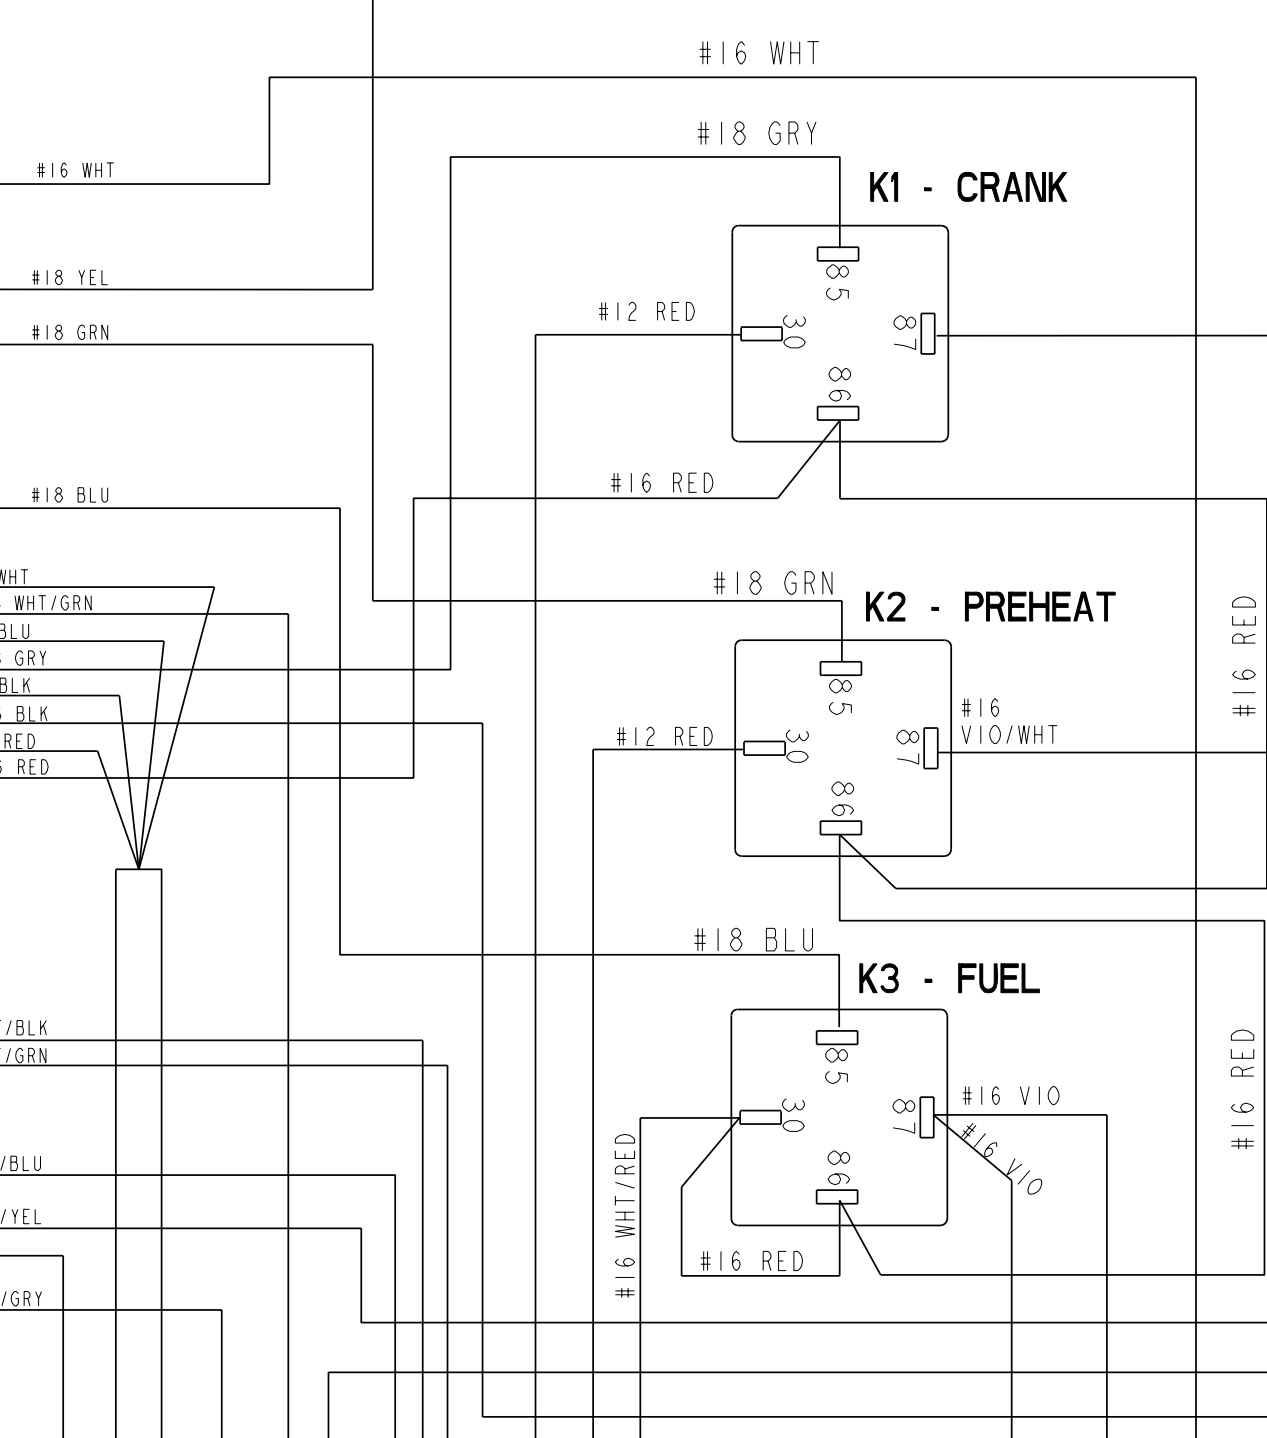 #16 WHT
#18 GRY
K1 - CRANK
#16 WHT
#18 YEL
85
#12 RED
30
87
#18 GRN
86
#16 RED
#18 BLU
WHT
#18 GRN
K2 - PREHEAT
WHT/GRN
#16 RED
BLU
GRY
85
BLK
#16
VIO/WHT
BLK
#12 RED
30
87
RED
RED
86
#18 BLU
K3 - FUEL
/BLK
/GRN
85
#16 RED
30
87
#16 VIO
#16 VIO
#16 WHT/RED
86
/BLU
/YEL
#16 RED
/GRY